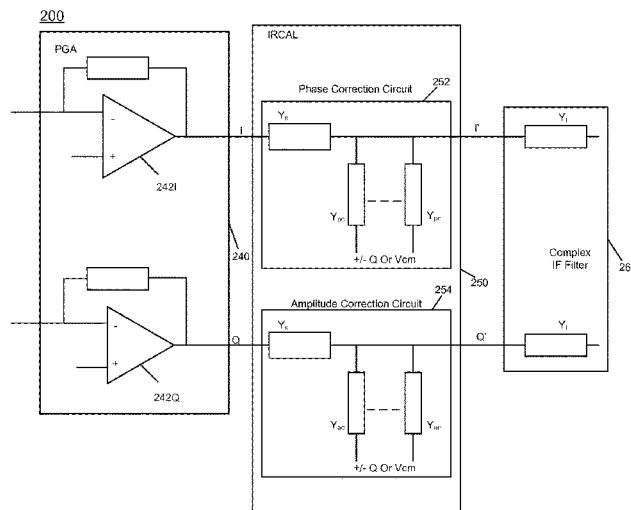 200
PGA
IRCAL
252
Phase Correction Circuit
Ys
I
I'
Yi
-
+
242I
Ypc
Ypr
240
+/- Q Or Vcm
250
Complex
IF Filter
26
254
Amplitude Correction Circuit
Ys
Q
Q'
Yi
-
+
242Q
Yac
+/- Q Or Vcm